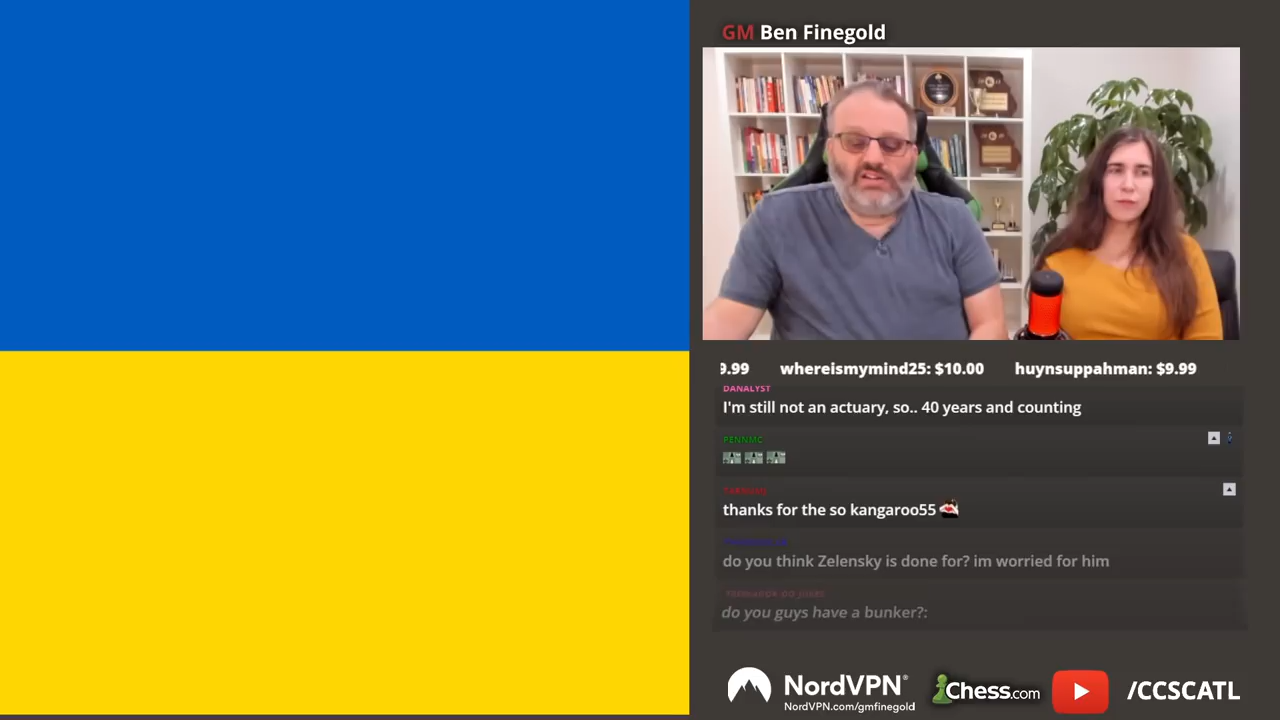 GM Ben Finegold
9.99 whereismymind25: $10.00 huynsuppahman: $9.99
DANALYST
I'm still not an actuary, so.. 40 years and counting
PENNMC
thanks for the so kangaroo55
do you think Zelensky is done for? im worried for him
do you guys have a bunker?:
NordVPN®
NordVPN.com/gmfinegold
iChess.com
/CCSCATL